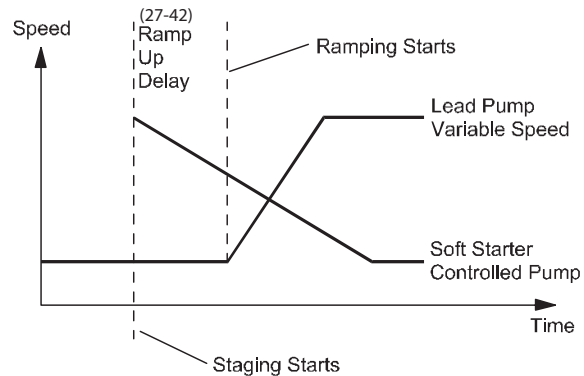 (27-42)
Speed
Ramp
Up
Delay
Ramping Starts
Lead Pump
Variable Speed
Soft Starter
Controlled Pump
Time
Staging Starts